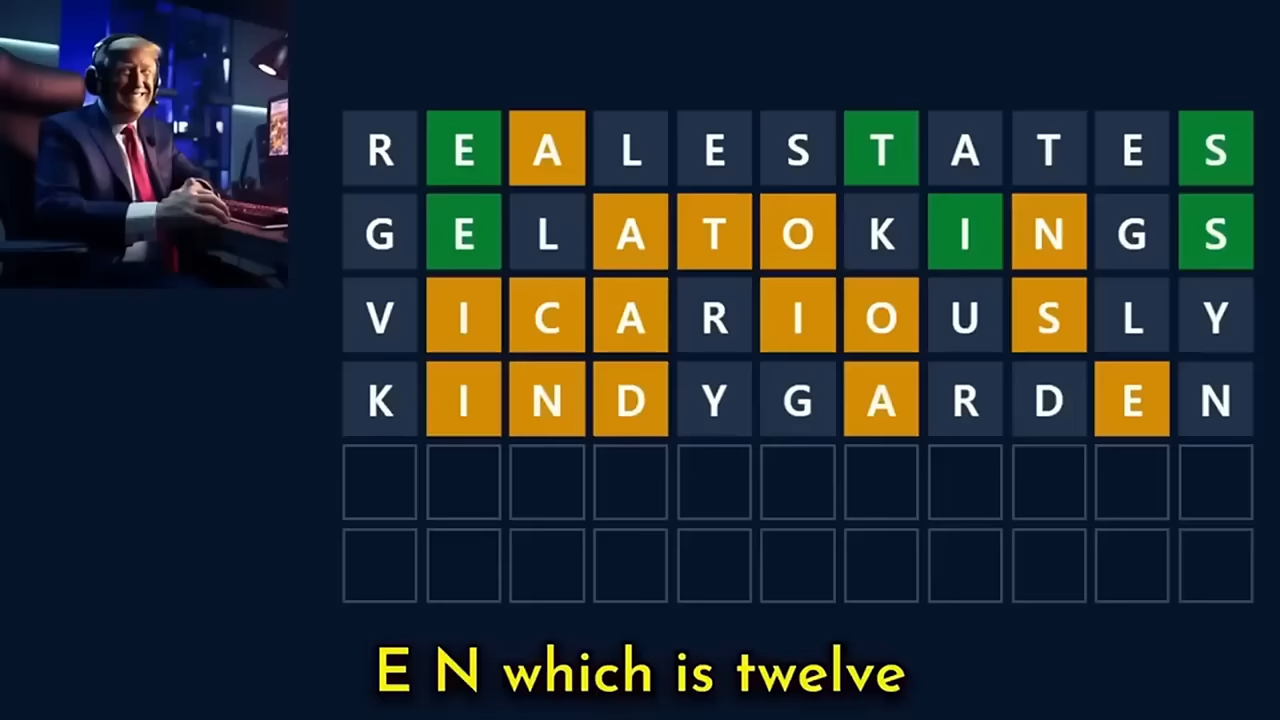 REALESTATES
GELATOKINGS
VICARIOUSLY
KINDYGARDEN
E N which is twelve